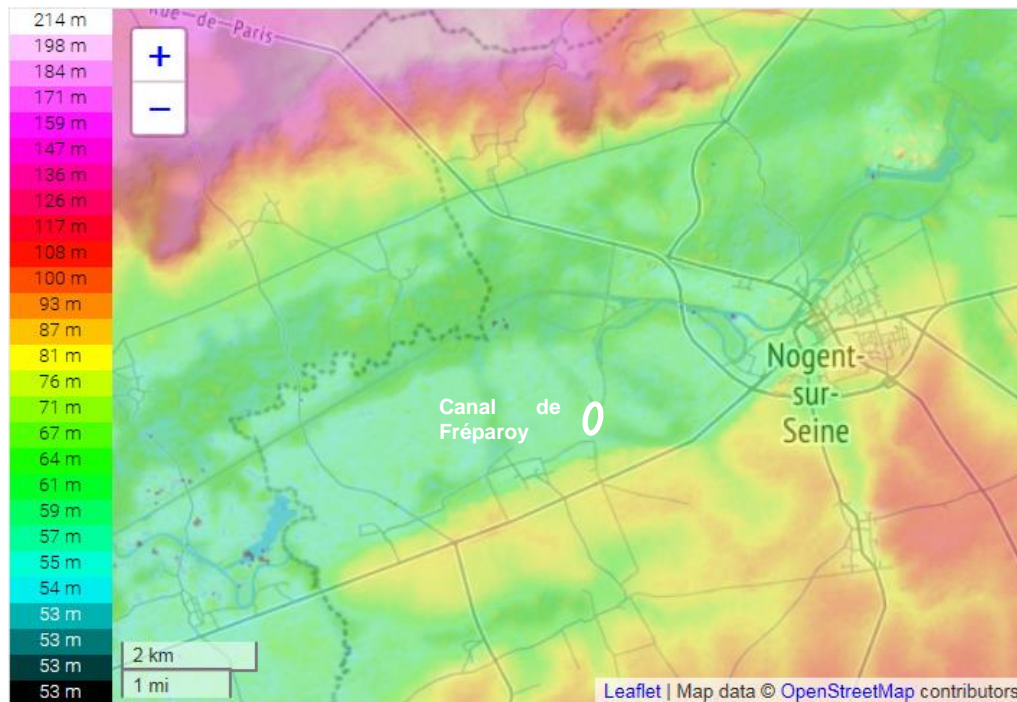 214 m
198 m
184 m
171 m
159 m
147 m
136 m
126 m
117 m
108 m
100 m
93 m
87 m
81 m
76 m
71 m
67 m
64 m
61 m
59 m
57 m
55 m
54 m
53 m
53 m
53 m
53 m
Rue-de-Paris
+
−
Canal de
Fréparoy
0
Nogent-
sur-
Seine
2 km
1 mi
Leaflet | Map data © OpenStreetMap contributors